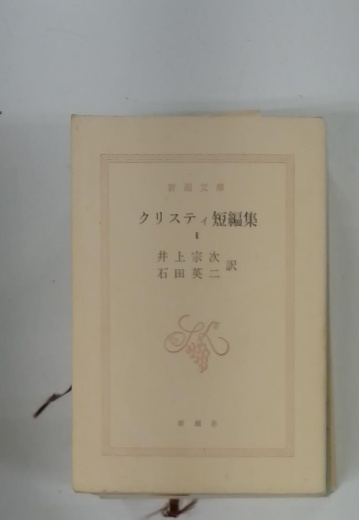 新潮文庫
クリスティ短編集
II
井上宗次
石田英二
訳
新潮社